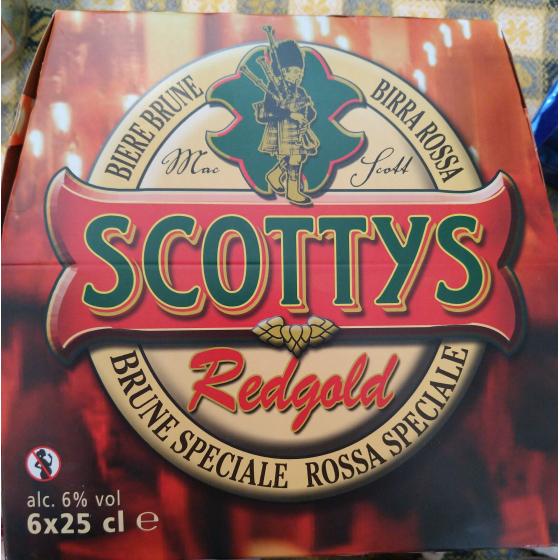 BIERE BRUNE
BIRRA ROSSA
Mac Scott
SCOTTYS
Redgold
BRUNE SPECIALE ROSSA SPECIALE
alc. 6% vol
6x25 cl e